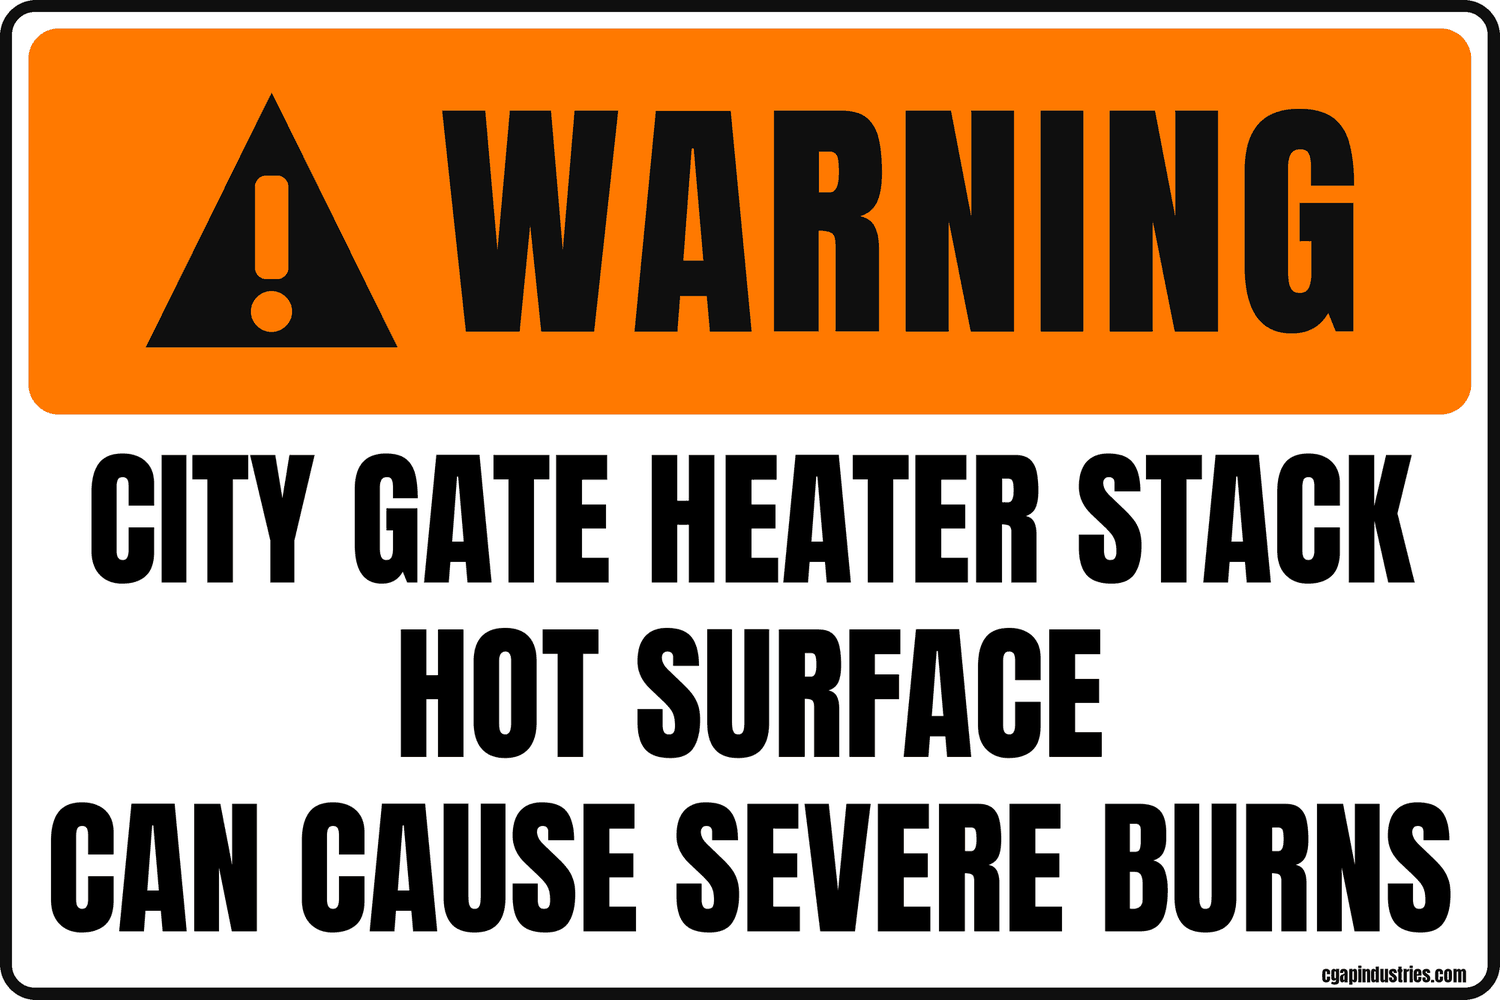 WARNING
CITY GATE HEATER STACK
HOT SURFACE
CAN CAUSE SEVERE BURNS
cgapindustries.com